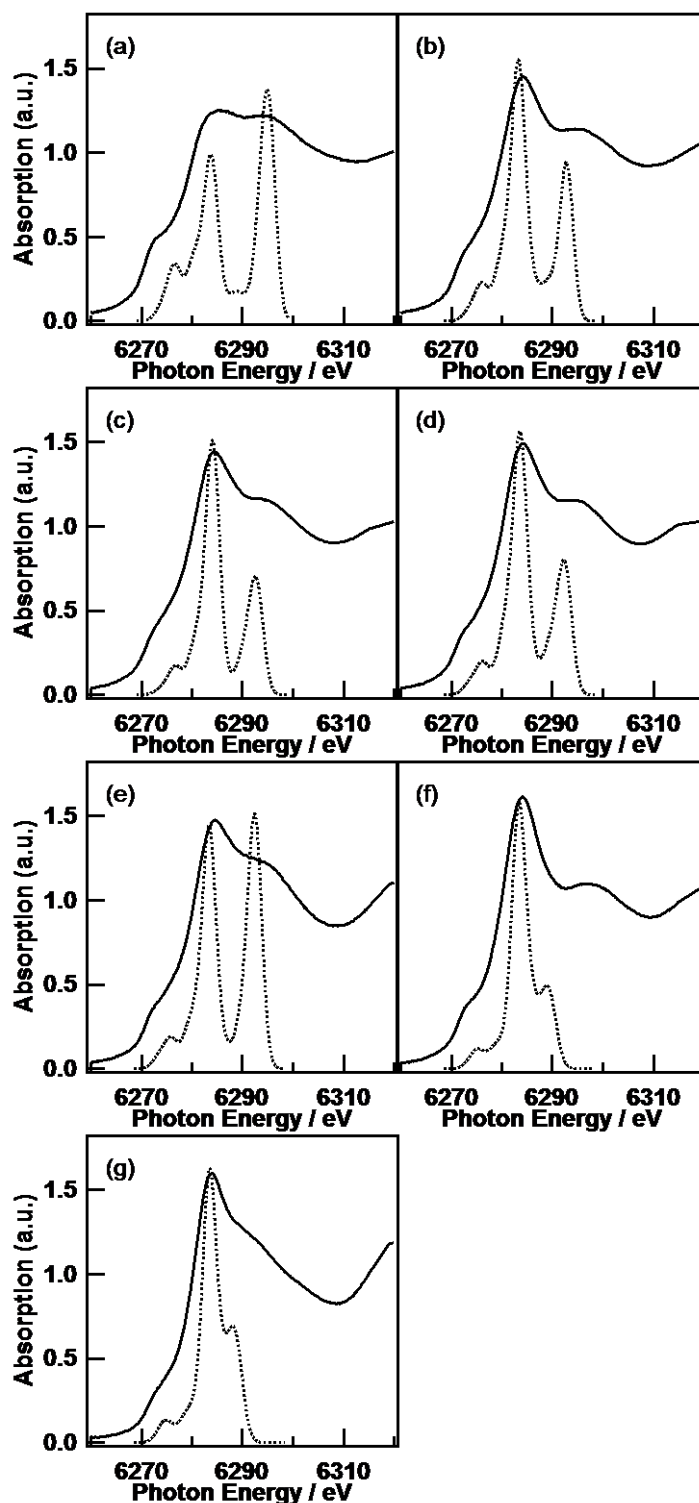 (a)
(b)
1.5
1.0
0.5
0.0
Absorption (a.u.)
6270 6290 6310
6270 6290 6310
Photon Energy / eV
Photon Energy / eV
(c)
(d)
1.5
1.0
0.5
0.0
Absorption (a.u.)
6270 6290 6310
6270 6290 6310
Photon Energy / eV
Photon Energy / eV
(e)
(f)
1.5
1.0
0.5
0.0
Absorption (a.u.)
6270 6290 6310
6270 6290 6310
Photon Energy / eV
Photon Energy / eV
(g)
1.5
1.0
0.5
0.0
Absorption (a.u.)
6270 6290 6310
Photon Energy / eV